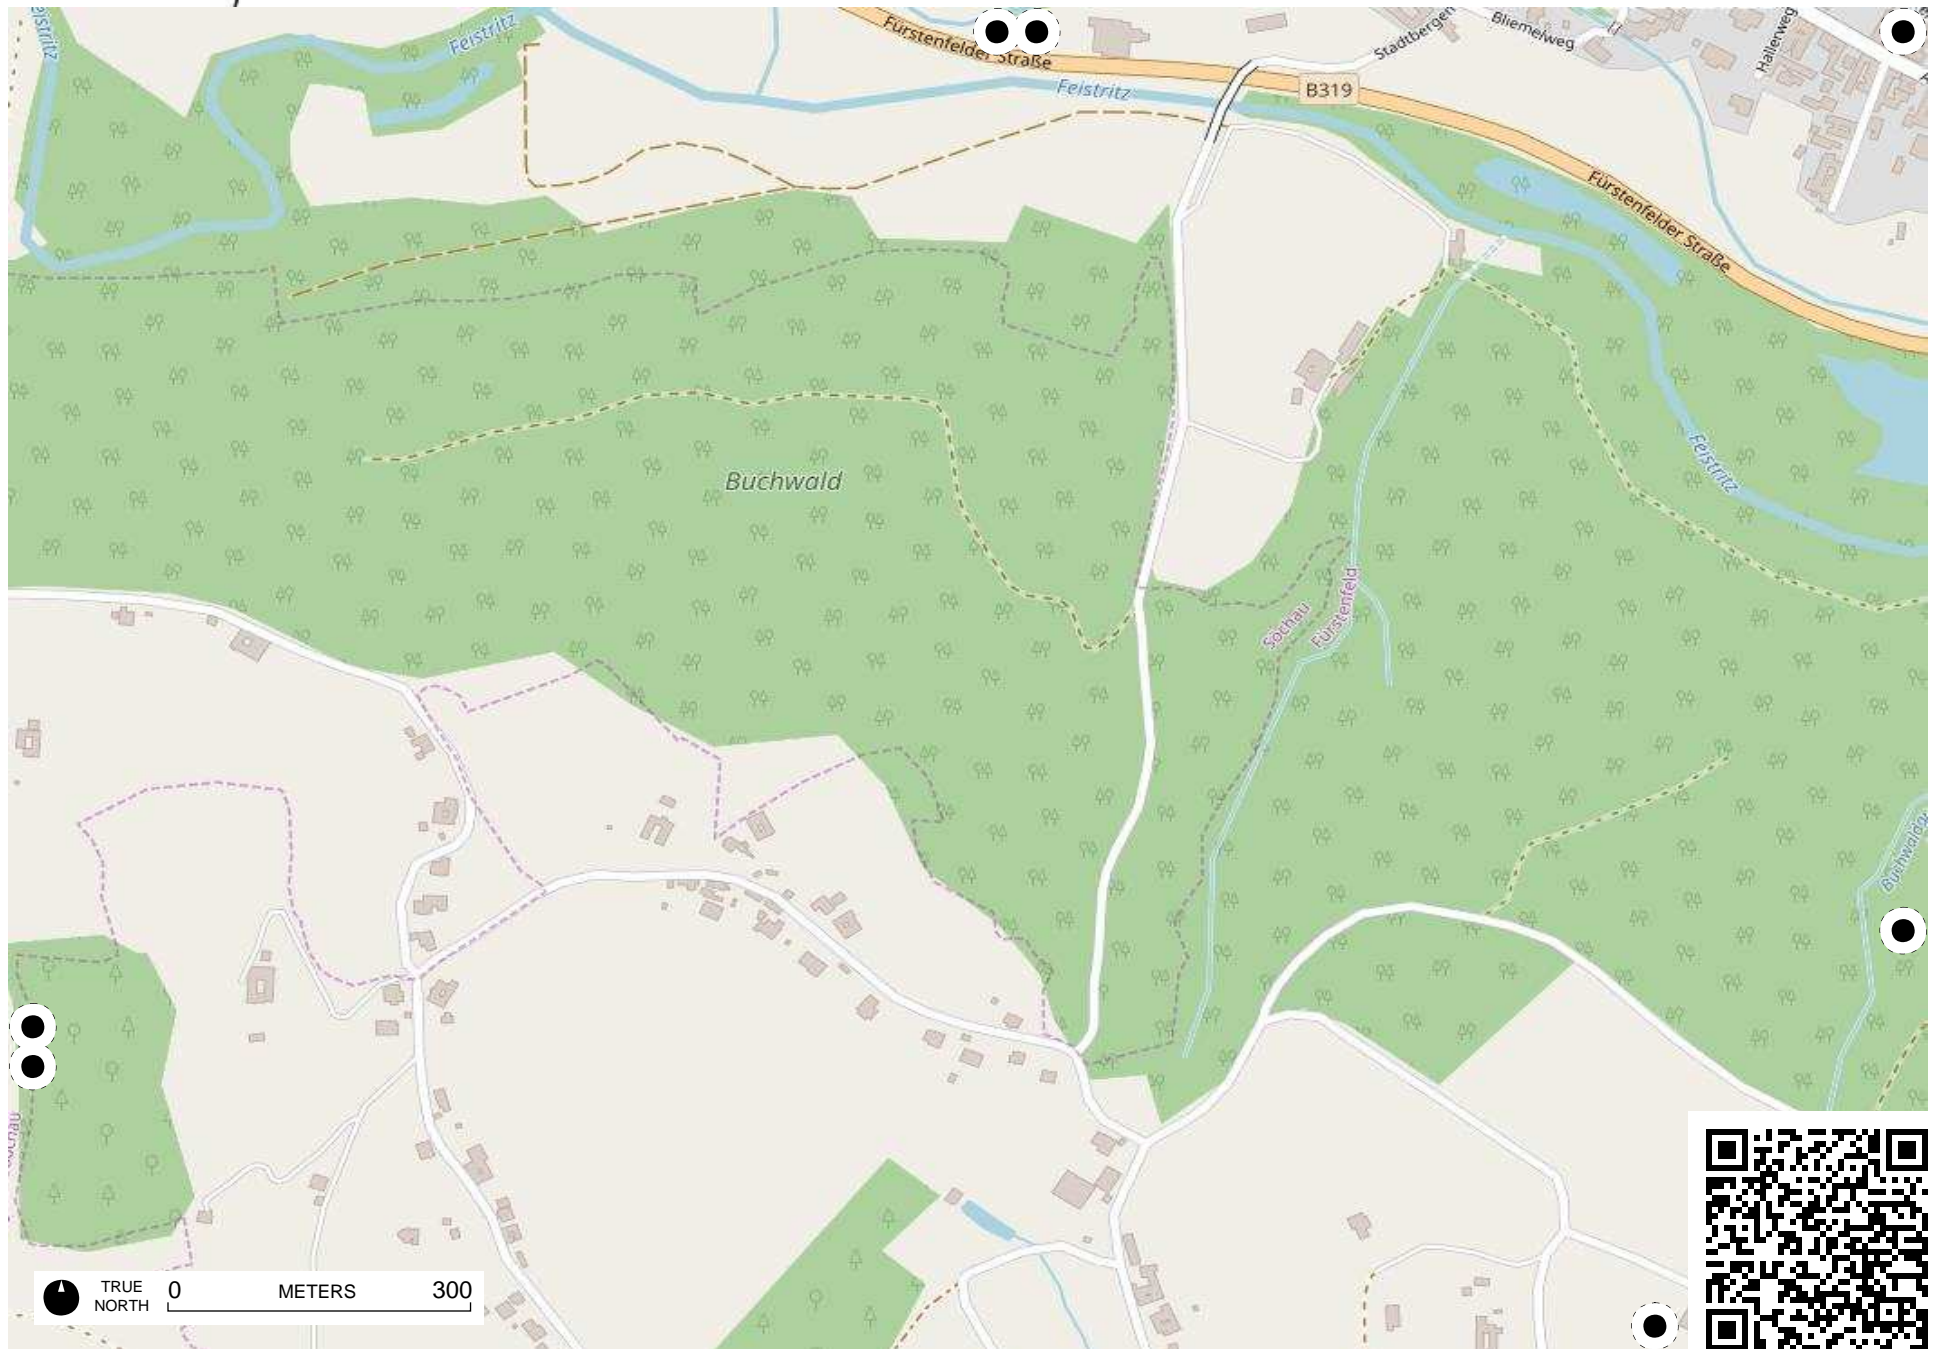 Feistritz
Feistritz
Fürstenfelder Straße
Feistritz
B319
Stadtbergen
Bliemelweg
Hallerweg
Fürstenfelder Straße
Buchwald
Feistritz
Söchau
Fürstenfeld
TRUE
NORTH
0 METERS 300